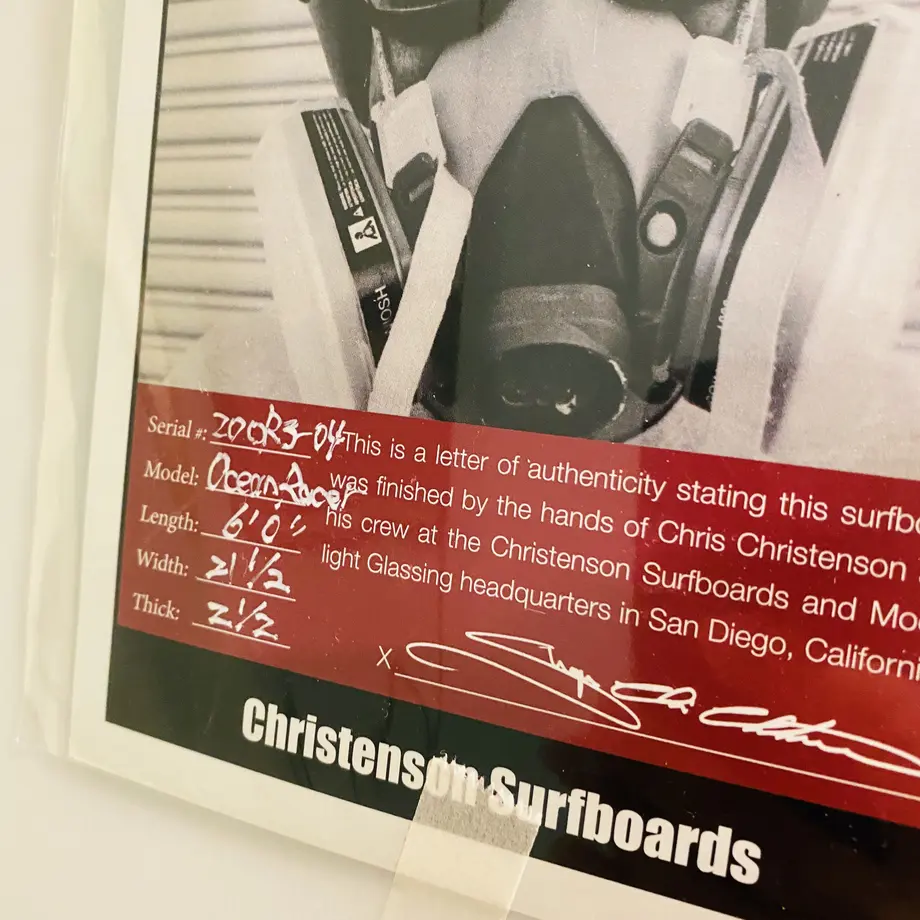 Serial #: 200R3-04
Model: Ocean Racer
Length: 6'0"
Width: 21 1/2
Thick: 2 1/2
This is a letter of authenticity stating this surfbo
was finished by the hands of Chris Christenson
his crew at the Christenson Surfboards and Mo
light Glassing headquarters in San Diego, Californi
X
Christenson Surfboards